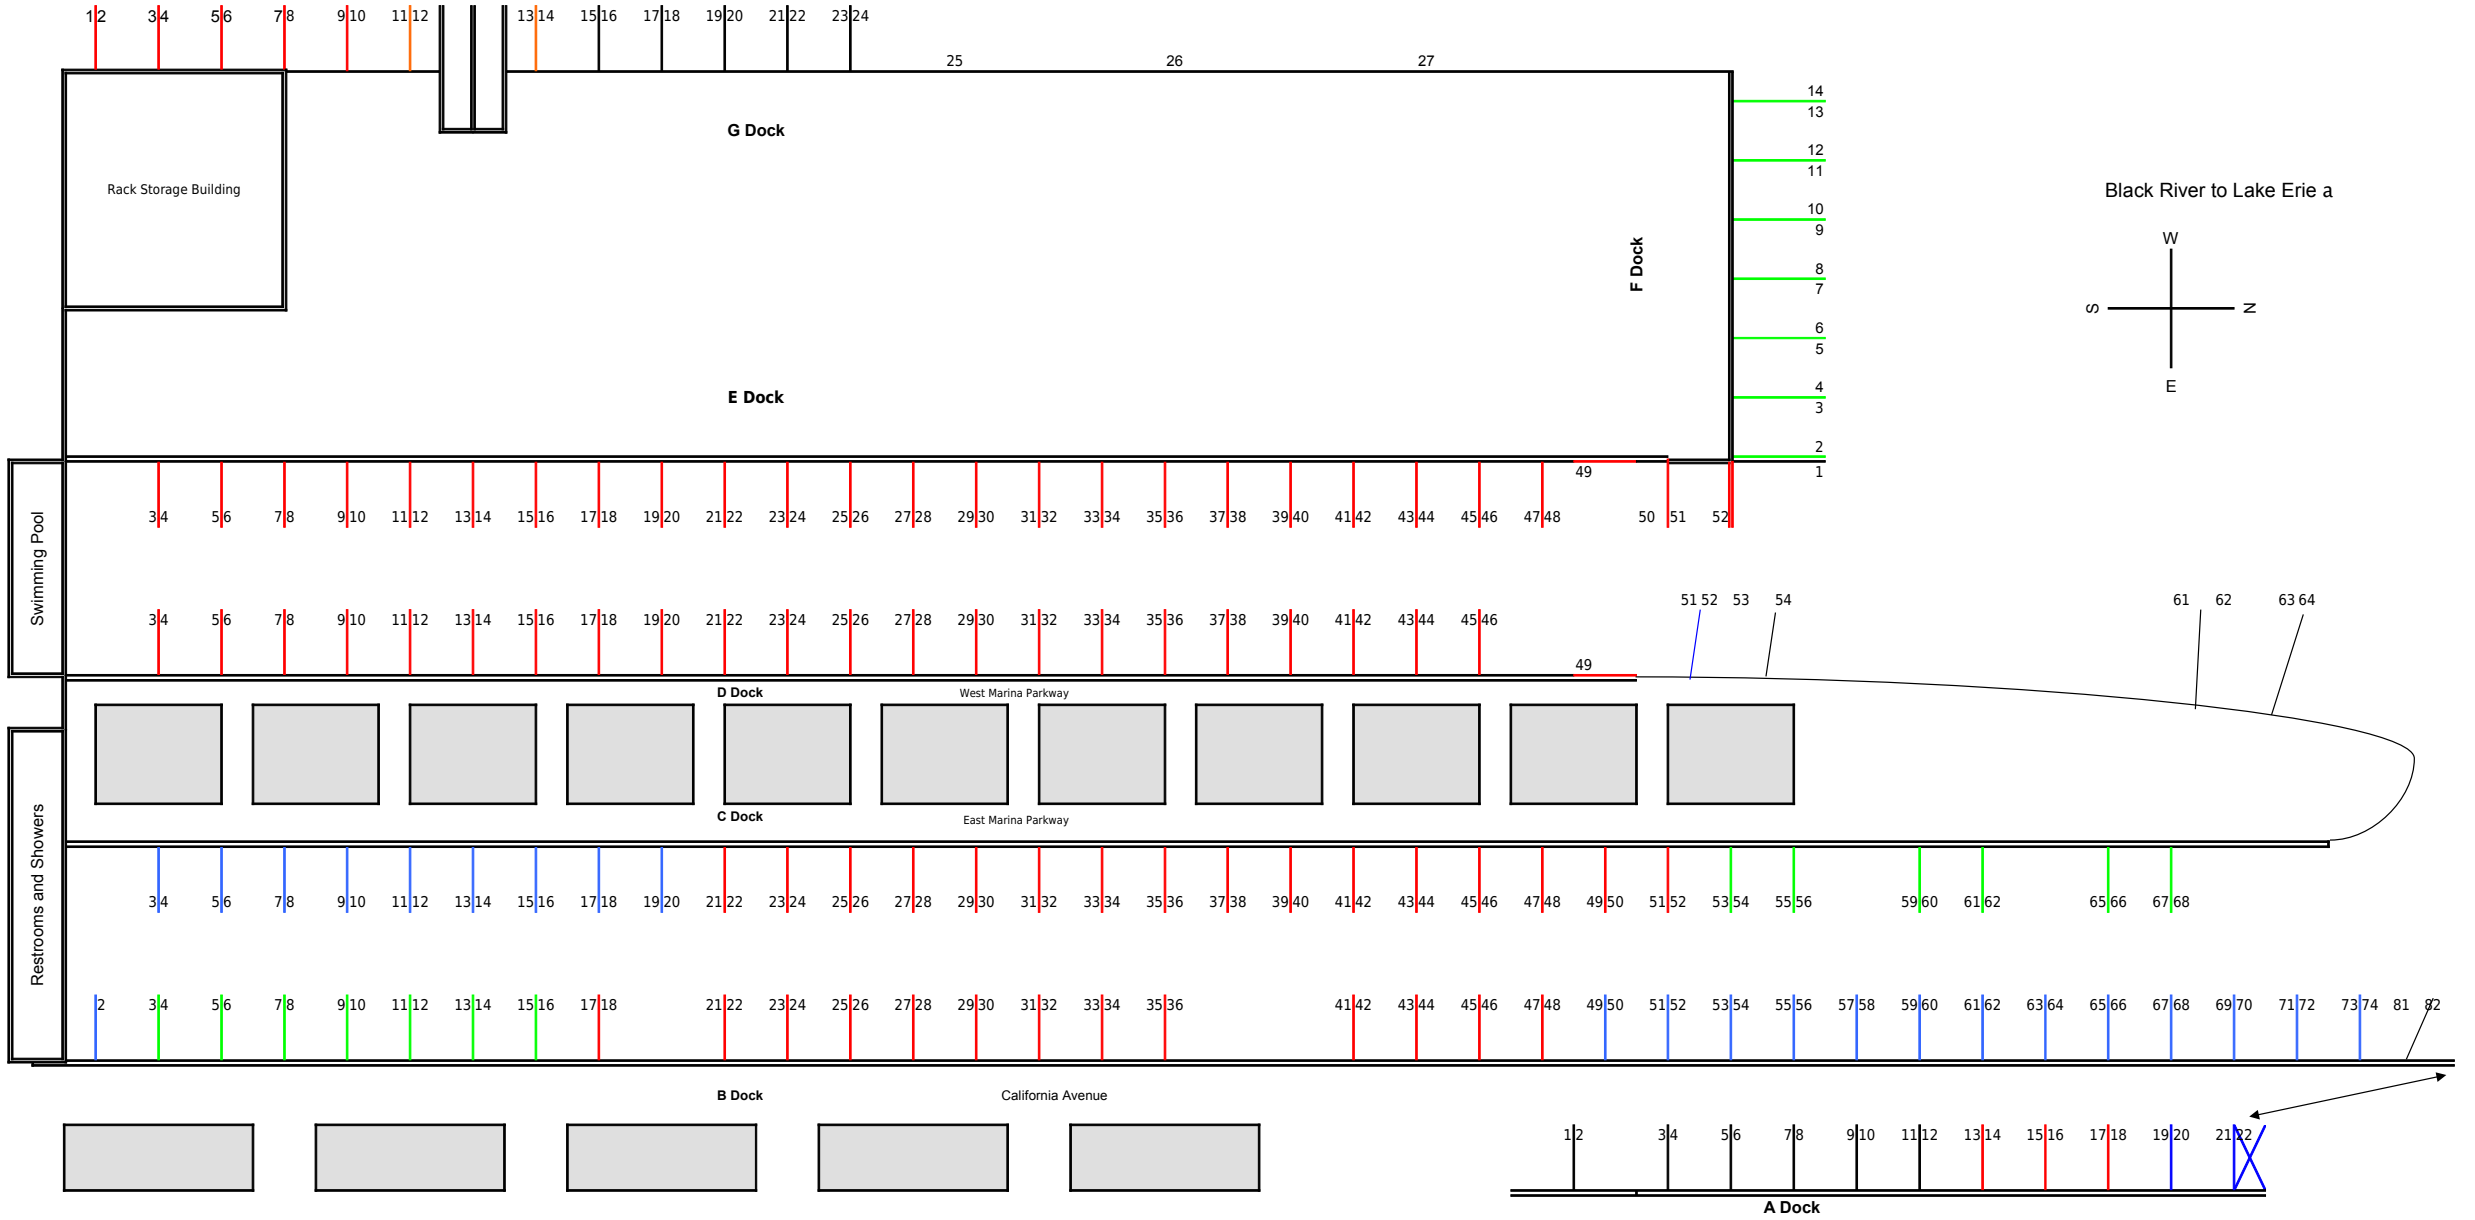 1 2 3 4 5 6 7 8 9 10 11 12 13 14 15 16 17 18 19 20 21 22 23 24
25 26 27
14
13
G Dock
12
11
Rack Storage Building
Black River to Lake Erie a
10
9
W
F Dock
8
7
S N
6
5
E
4
E Dock
3
2
49 1
3 4 5 6 7 8 9 10 11 12 13 14 15 16 17 18 19 20 21 22 23 24 25 26 27 28 29 30 31 32 33 34 35 36 37 38 39 40 41 42 43 44 45 46 47 48 50 51 52
Swimming Pool
51 52 53 54 61 62 63 64
3 4 5 6 7 8 9 10 11 12 13 14 15 16 17 18 19 20 21 22 23 24 25 26 27 28 29 30 31 32 33 34 35 36 37 38 39 40 41 42 43 44 45 46
49
D Dock West Marina Parkway
C Dock East Marina Parkway
Restrooms and Showers
3 4 5 6 7 8 9 10 11 12 13 14 15 16 17 18 19 20 21 22 23 24 25 26 27 28 29 30 31 32 33 34 35 36 37 38 39 40 41 42 43 44 45 46 47 48 49 50 51 52 53 54 55 56 59 60 61 62 65 66 67 68
2 3 4 5 6 7 8 9 10 11 12 13 14 15 16 17 18 21 22 23 24 25 26 27 28 29 30 31 32 33 34 35 36 41 42 43 44 45 46 47 48 49 50 51 52 53 54 55 56 57 58 59 60 61 62 63 64 65 66 67 68 69 70 71 72 73 74 81 82
B Dock California Avenue
1 2 3 4 5 6 7 8 9 10 11 12 13 14 15 16 17 18 19 20 21 22
A Dock